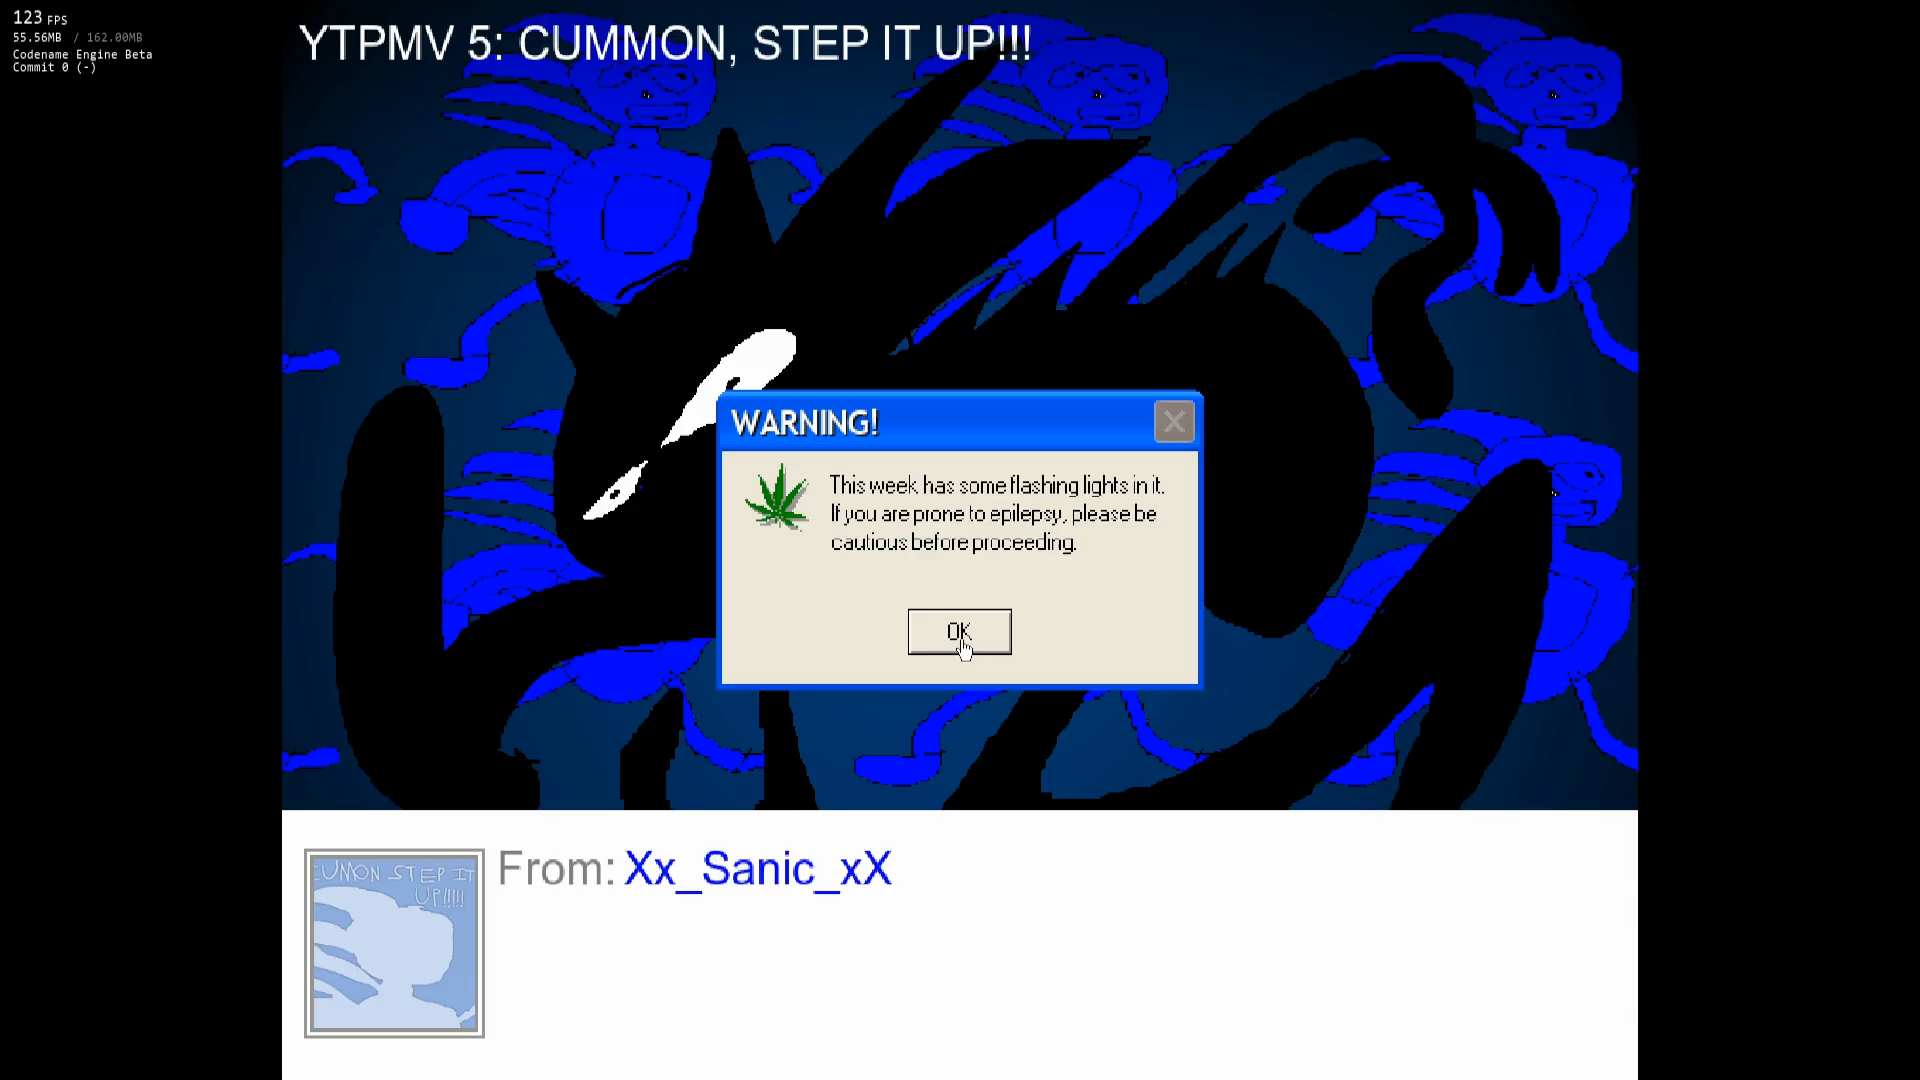 123 FPS
55.56MB / 162.00MB
Codename Engine Beta
Commit 0 (-)
YTPMV 5: CUMMON, STEP IT UP!!!
WARNING!
This week has some flashing lights in it.
If you are prone to epilepsy, please be
cautious before proceeding.
OK
From: Xx_Sanic_xX
CUMON STEP IT
UP!!!!!